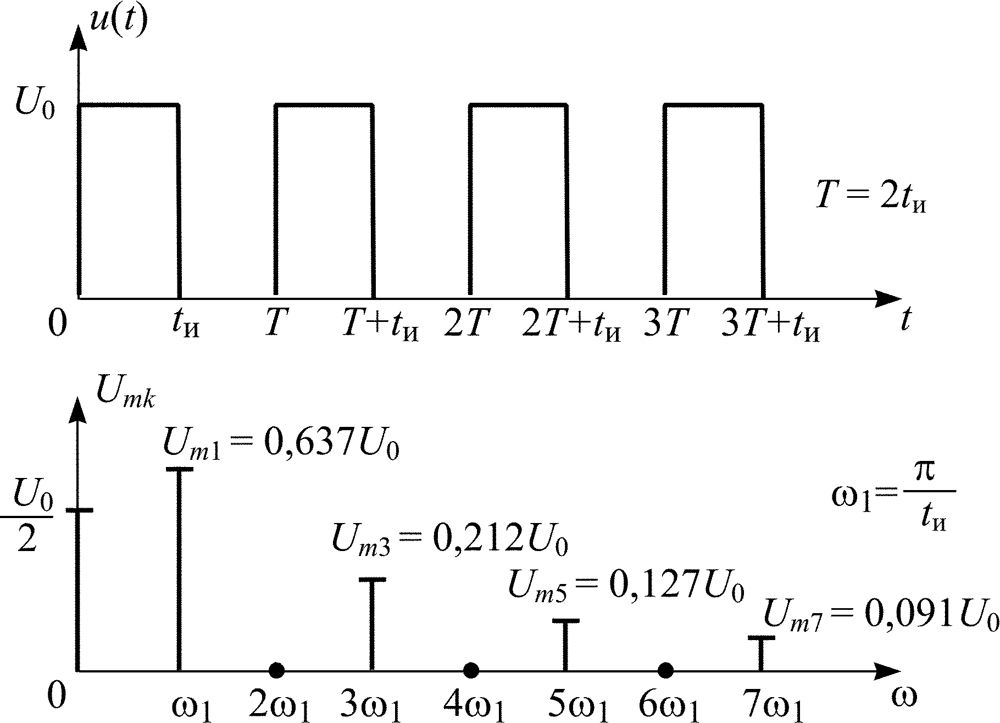 u(t)
U₀
T = 2tи
0 tи T T+tи 2T 2T+tи 3T 3T+tи t
Umk
Um1 = 0,637U₀
U₀/2
ω₁= π/tи
Um3 = 0,212U₀
Um5 = 0,127U₀
Um7 = 0,091U₀
0 ω₁ 2ω₁ 3ω₁ 4ω₁ 5ω₁ 6ω₁ 7ω₁ ω